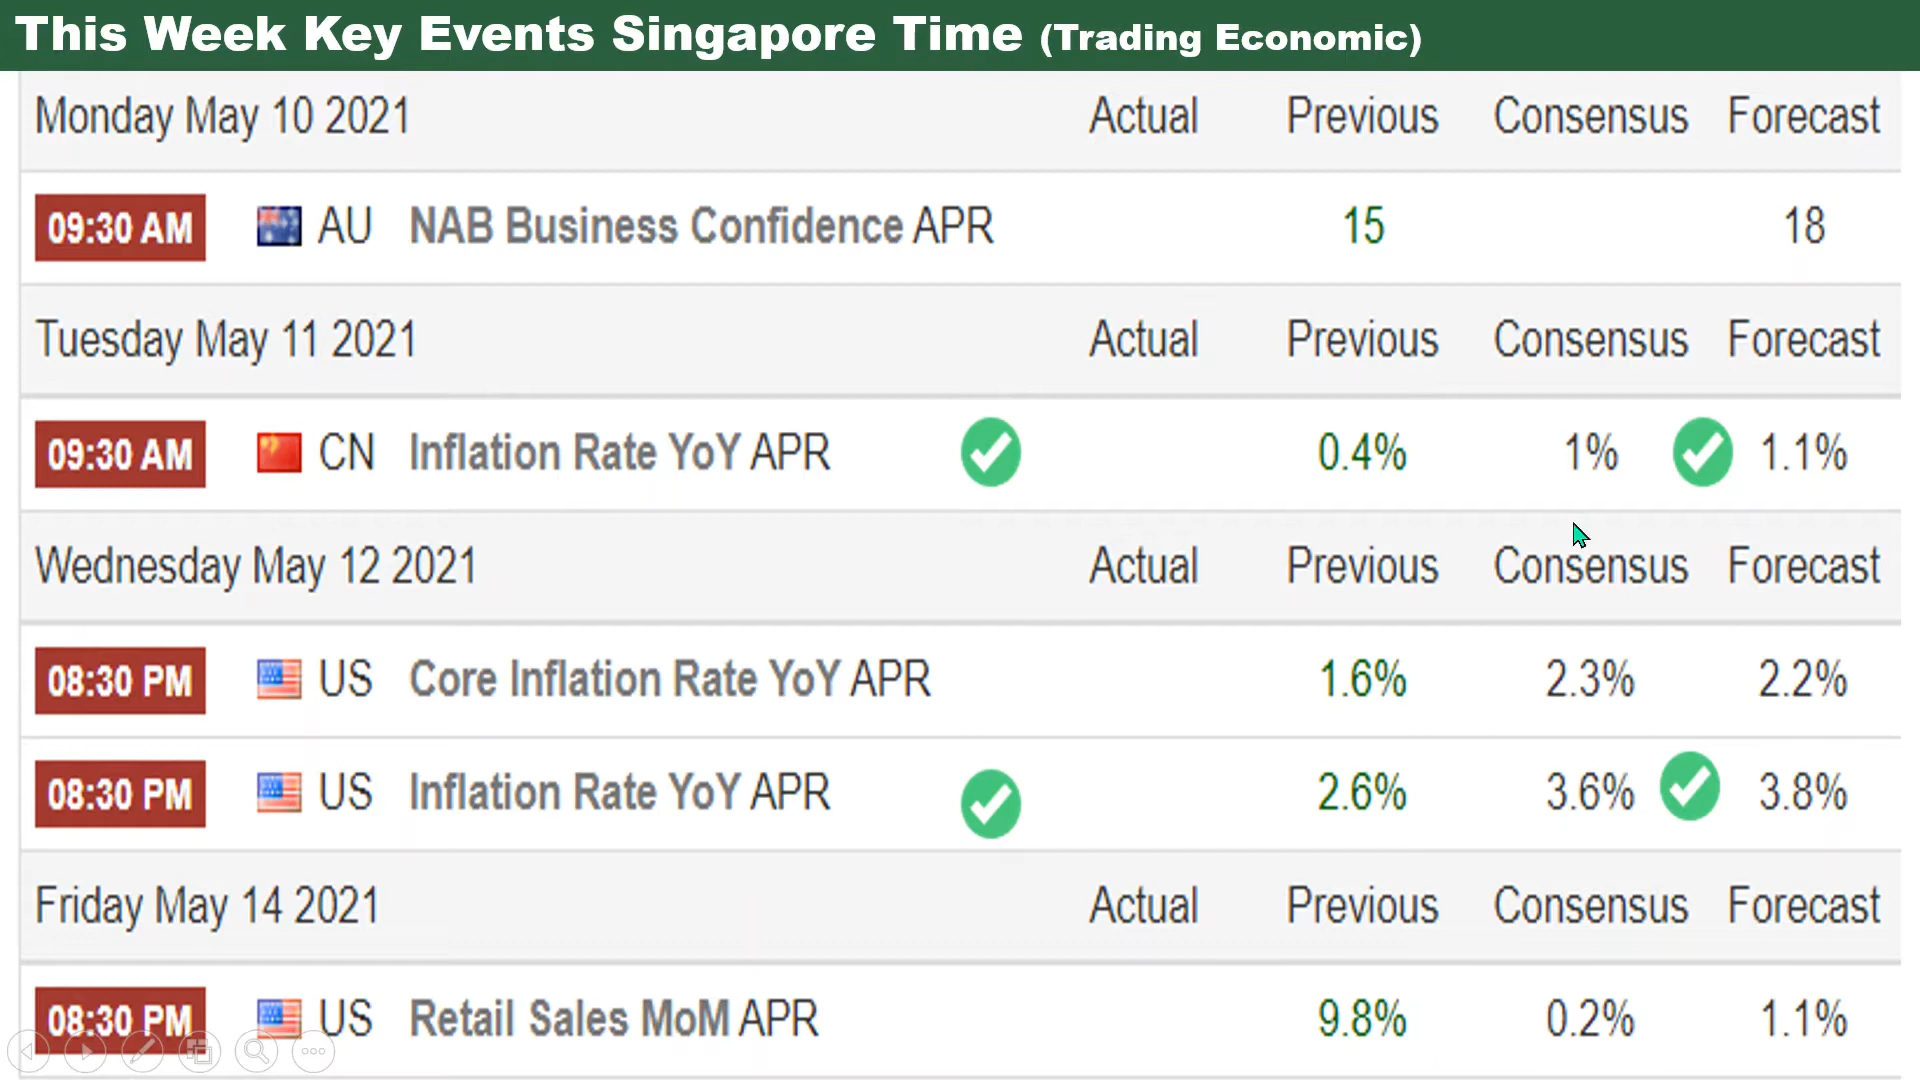 This Week Key Events Singapore Time (Trading Economic)
Monday May 10 2021 Actual Previous Consensus Forecast
09:30 AM AU NAB Business Confidence APR 15 18
Tuesday May 11 2021 Actual Previous Consensus Forecast
09:30 AM CN Inflation Rate YoY APR 0.4% 1% 1.1%
Wednesday May 12 2021 Actual Previous Consensus Forecast
08:30 PM US Core Inflation Rate YoY APR 1.6% 2.3% 2.2%
08:30 PM US Inflation Rate YoY APR 2.6% 3.6% 3.8%
Friday May 14 2021 Actual Previous Consensus Forecast
08:30 PM US Retail Sales MoM APR 9.8% 0.2% 1.1%